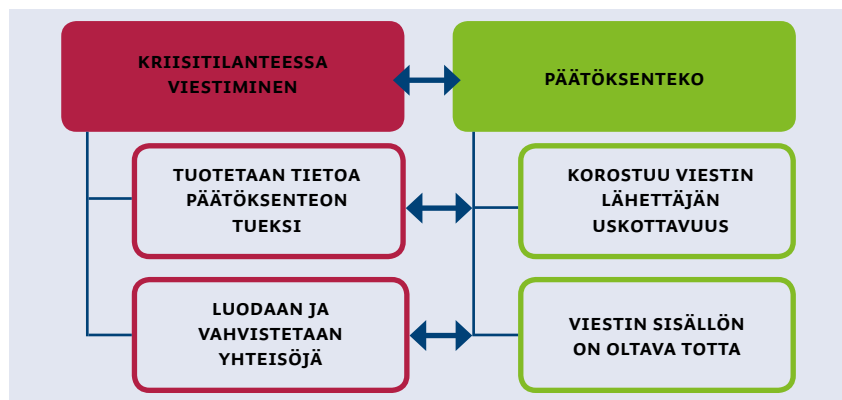 KRIISITILANTEESSA
VIESTIMINEN
PÄÄTÖKSENTEKO
TUOTETAAN TIETOA
PÄÄTÖKSENTEON
TUEKSI
KOROSTUU VIESTIN
LÄHETTÄJÄN
USKOTTAVUUS
LUODAAN JA
VAHVISTETAAN
YHTEISÖJÄ
VIESTIN SISÄLLÖN
ON OLTAVA TOTTA